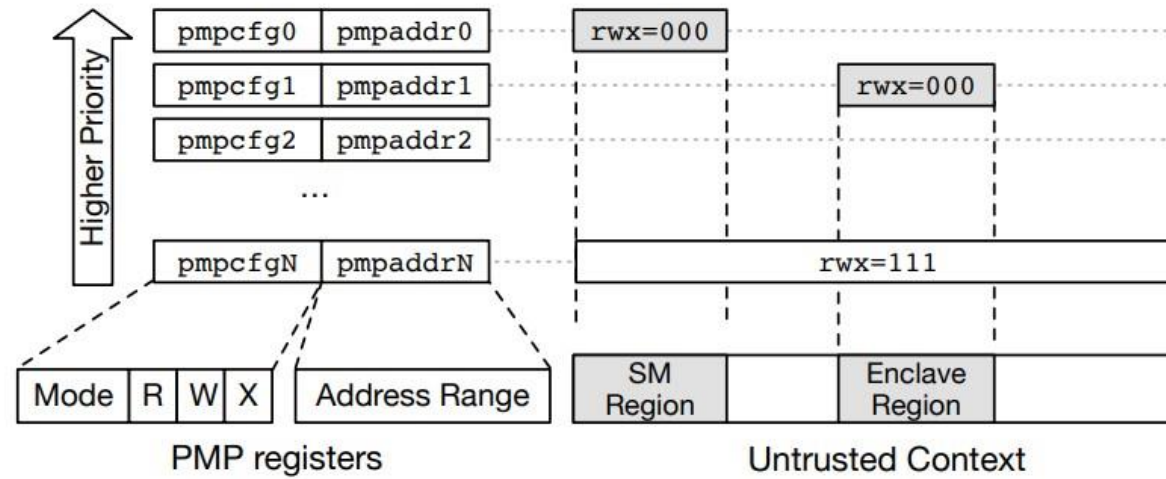 Higher Priority
pmpcfg0 pmpaddr0 rwx=000
pmpcfg1 pmpaddr1 rwx=000
pmpcfg2 pmpaddr2
...
pmpcfgN pmpaddrN rwx=111
Mode R W X Address Range
SM
Region
Enclave
Region
PMP registers
Untrusted Context